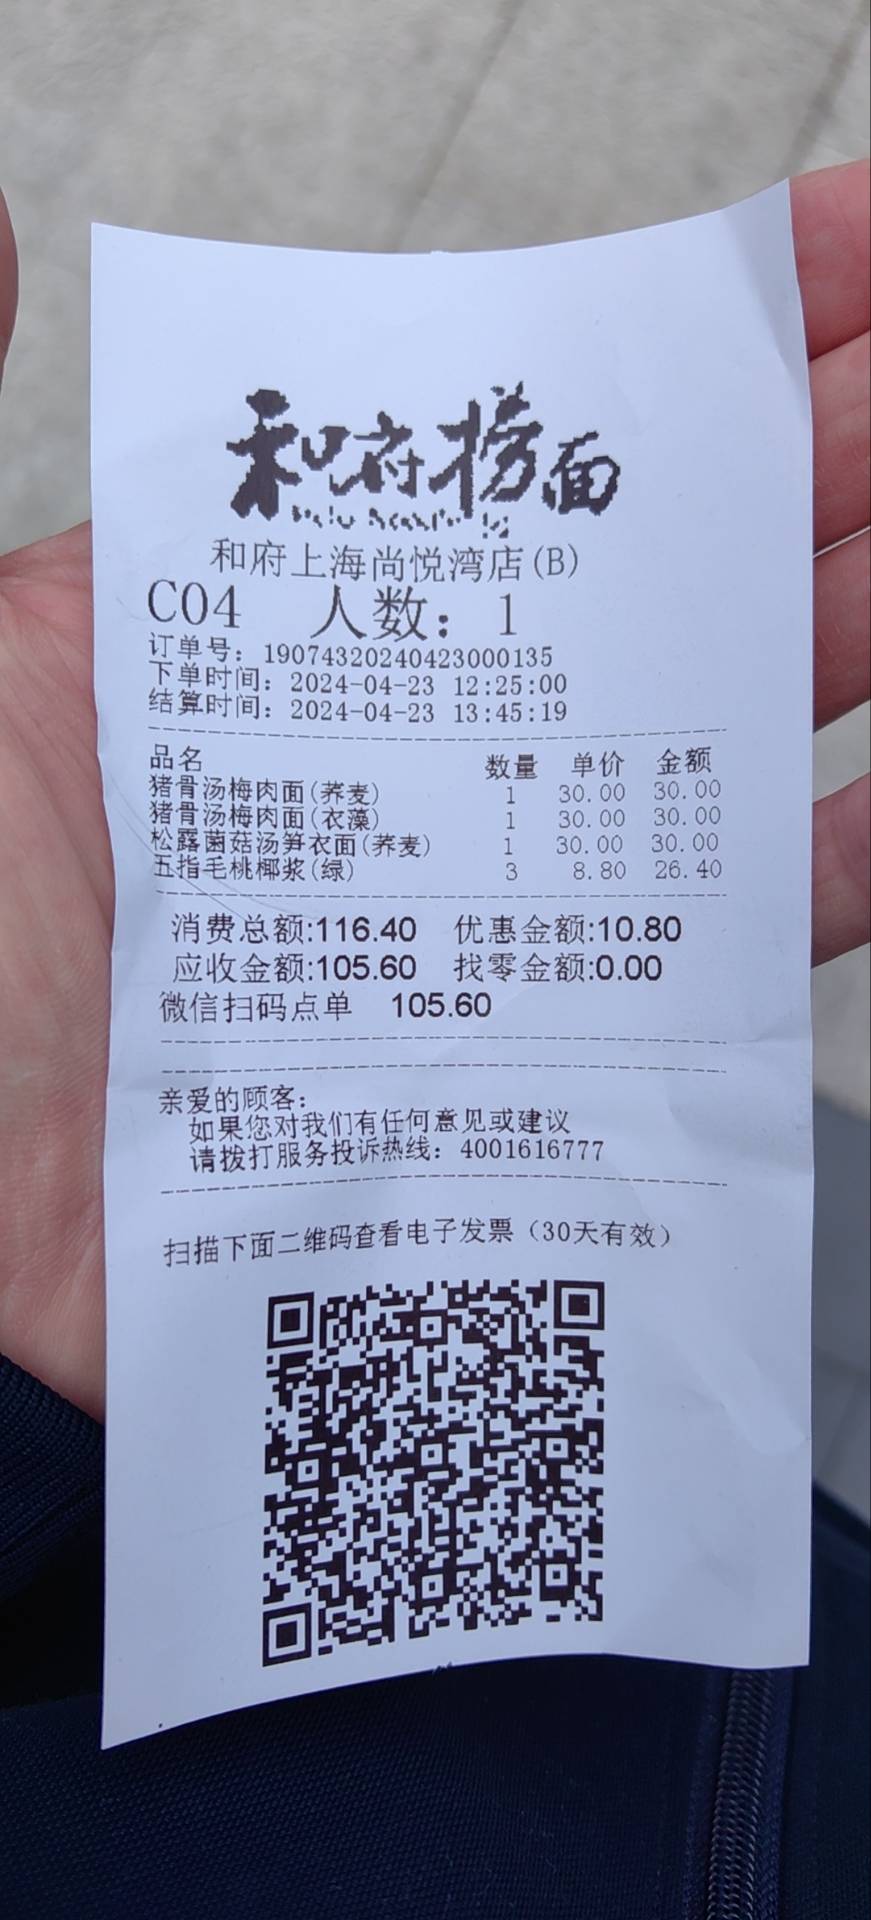 和府捞面
和府上海尚悦湾店(B)
C04 人数: 1
订单号: 19074320240423000135
下单时间: 2024-04-23 12:25:00
结算时间: 2024-04-23 13:45:19
品名 数量 单价 金额
猪骨汤梅肉面(荞麦) 1 30.00 30.00
猪骨汤梅肉面(衣藻) 1 30.00 30.00
松露菌菇汤笋衣面(荞麦) 1 30.00 30.00
五指毛桃椰浆(绿) 3 8.80 26.40
消费总额:116.40 优惠金额:10.80
应收金额:105.60 找零金额:0.00
微信扫码点单 105.60
亲爱的顾客:
如果您对我们有任何意见或建议
请拨打服务投诉热线: 4001616777
扫描下面二维码查看电子发票（30天有效）